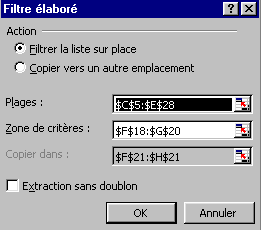 Filtre élaboré
Action
Filtrer la liste sur place
Copier vers un autre emplacement
Plages : $C$5:$E$28
Zone de critères : $F$18:$G$20
Copier dans : $F$21:$H$21
Extraction sans doublon
OK Annuler